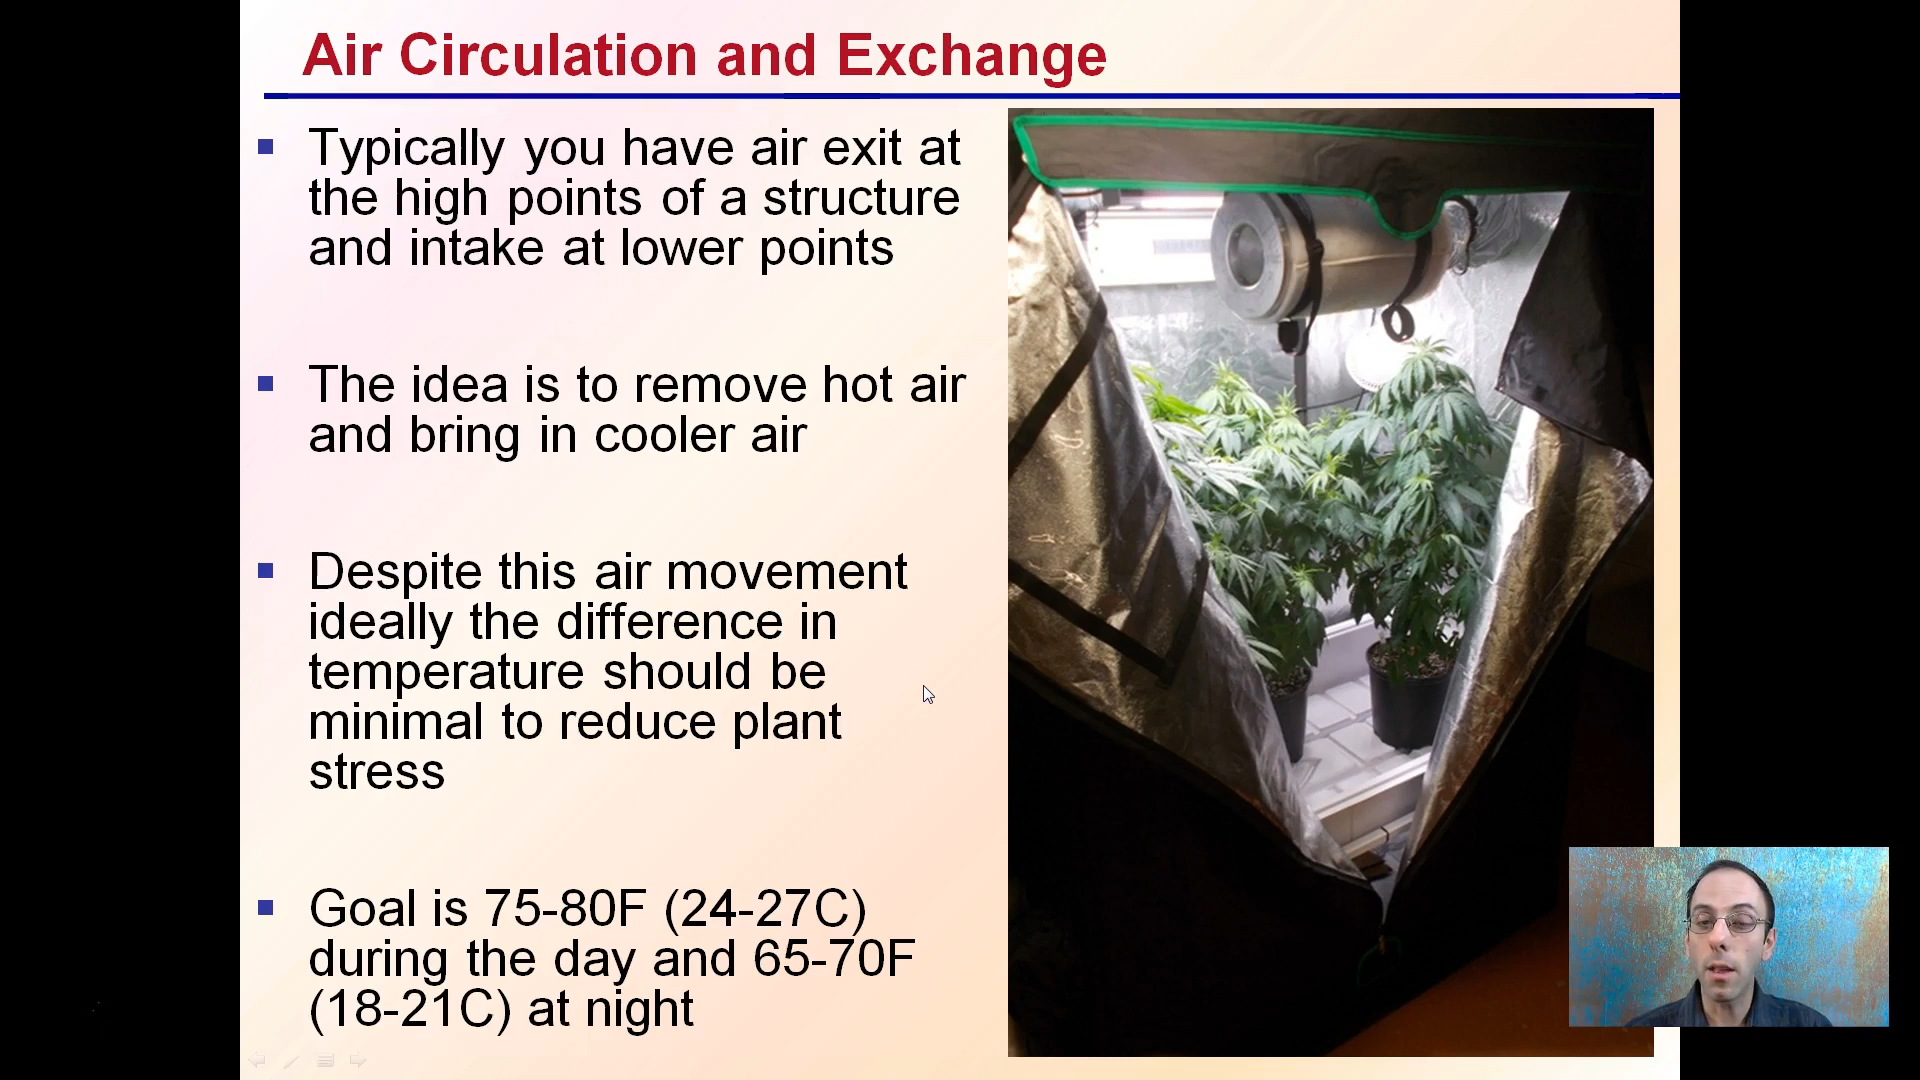 Air Circulation and Exchange
Typically you have air exit at
the high points of a structure
and intake at lower points
The idea is to remove hot air
and bring in cooler air
Despite this air movement
ideally the difference in
temperature should be
minimal to reduce plant
stress
Goal is 75-80F (24-27C)
during the day and 65-70F
(18-21C) at night